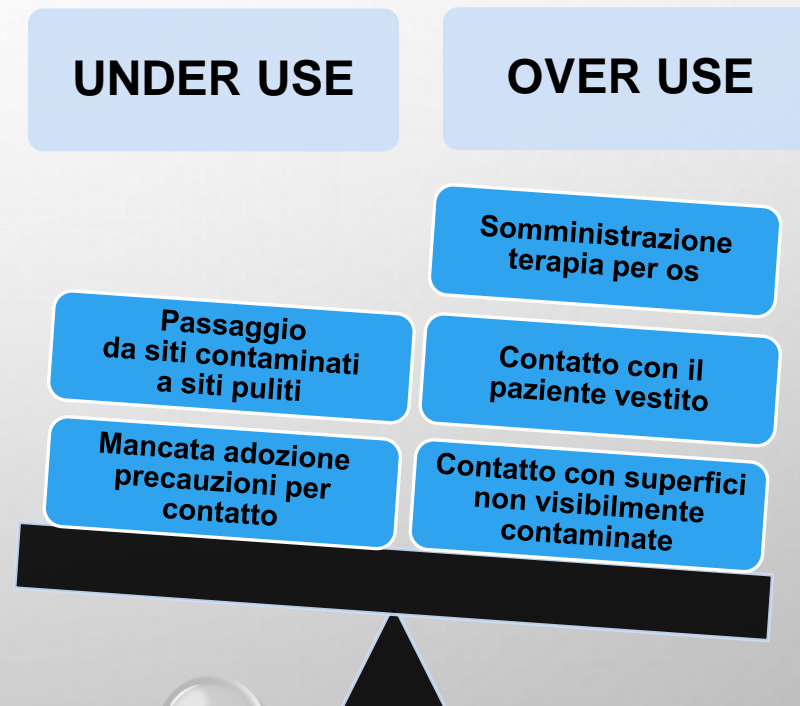 UNDER USE
OVER USE
Passaggio
da siti contaminati
a siti puliti
Mancata adozione
precauzioni per
contatto
Somministrazione
terapia per os
Contatto con il
paziente vestito
Contatto con superfici
non visibilmente
contaminate